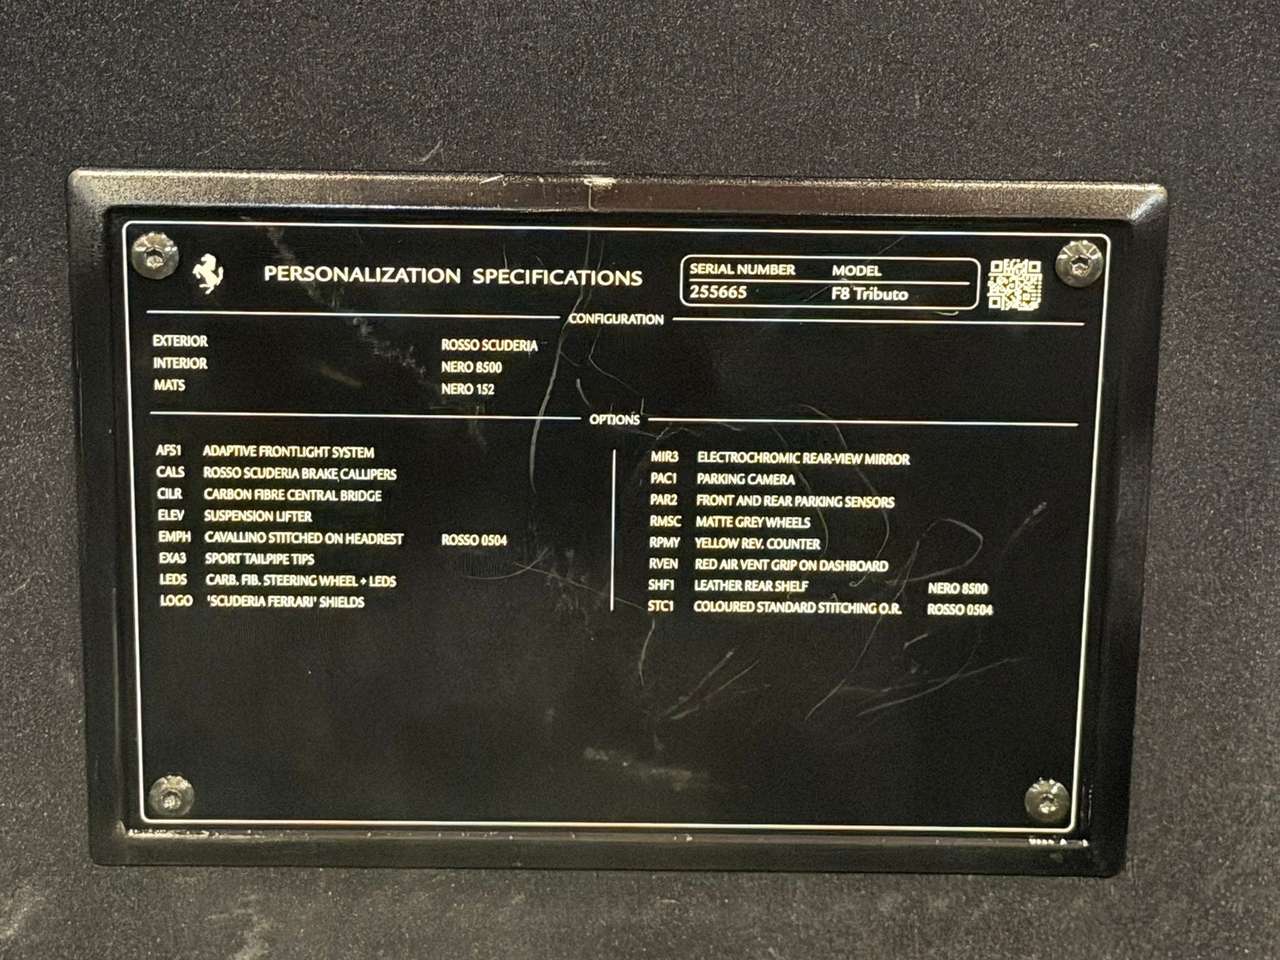 PERSONALIZATION SPECIFICATIONS
SERIAL NUMBER MODEL
255665 F8 Tributo
CONFIGURATION
EXTERIOR ROSSO SCUDERIA
INTERIOR NERO 8500
MATS NERO 152
OPTIONS
AFS1 ADAPTIVE FRONTLIGHT SYSTEM
CALS ROSSO SCUDERIA BRAKE CALLIPERS
CILR CARBON FIBRE CENTRAL BRIDGE
ELEV SUSPENSION LIFTER
EMPH CAVALLINO STITCHED ON HEADREST ROSSO 0504
EXA3 SPORT TAILPIPE TIPS
LEDS CARB. FIB. STEERING WHEEL + LEDS
LOGO 'SCUDERIA FERRARI' SHIELDS
MIR3 ELECTROCHROMIC REAR-VIEW MIRROR
PAC1 PARKING CAMERA
PAR2 FRONT AND REAR PARKING SENSORS
RMSC MATTE GREY WHEELS
RPMY YELLOW REV. COUNTER
RVEN RED AIR VENT GRIP ON DASHBOARD
SHF1 LEATHER REAR SHELF NERO 8500
STC1 COLOURED STANDARD STITCHING O.R. ROSSO 0504